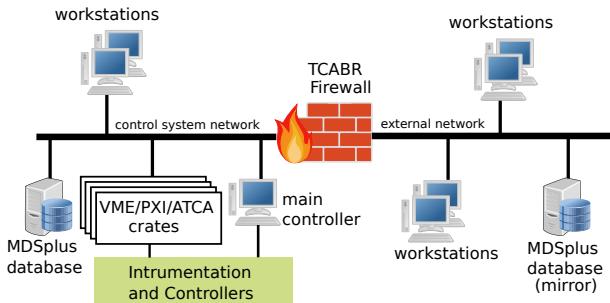 workstations
workstations
TCABR
Firewall
control system network
external network
VME/PXI/ATCA
crates
main
controller
MDSplus
database
workstations
MDSplus
database
(mirror)
Intrumentation
and Controllers